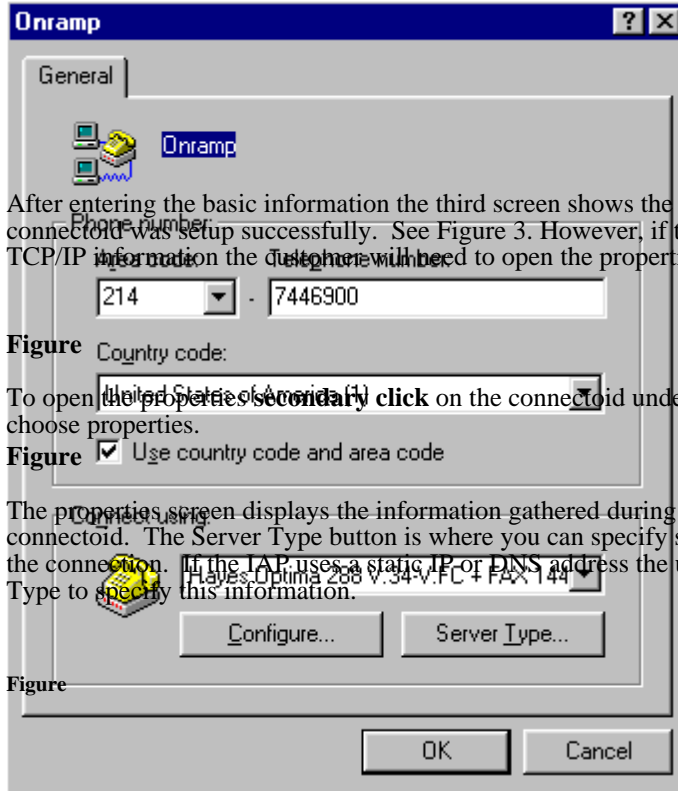 Onramp
General
Onramp
After entering the basic information the third screen shows the
Phone number:
connectoid was setup successfully. See Figure 3. However, if t
Area code: Telephone number:
TCP/IP information the customer will need to open the properti
214 - 7446900
Figure
Country code:
United States of America (1)
To open the properties secondary click on the connectoid unde
choose properties.
Figure
Use country code and area code
The properties screen displays the information gathered during
Connect using:
connectoid. The Server Type button is where you can specify s
the connection. If the IAP uses a static IP or DNS address the u
Hayes Optima 288 V.34-V.FC + FAX 144
Type to specify this information.
Configure... Server Type...
Figure
OK Cancel